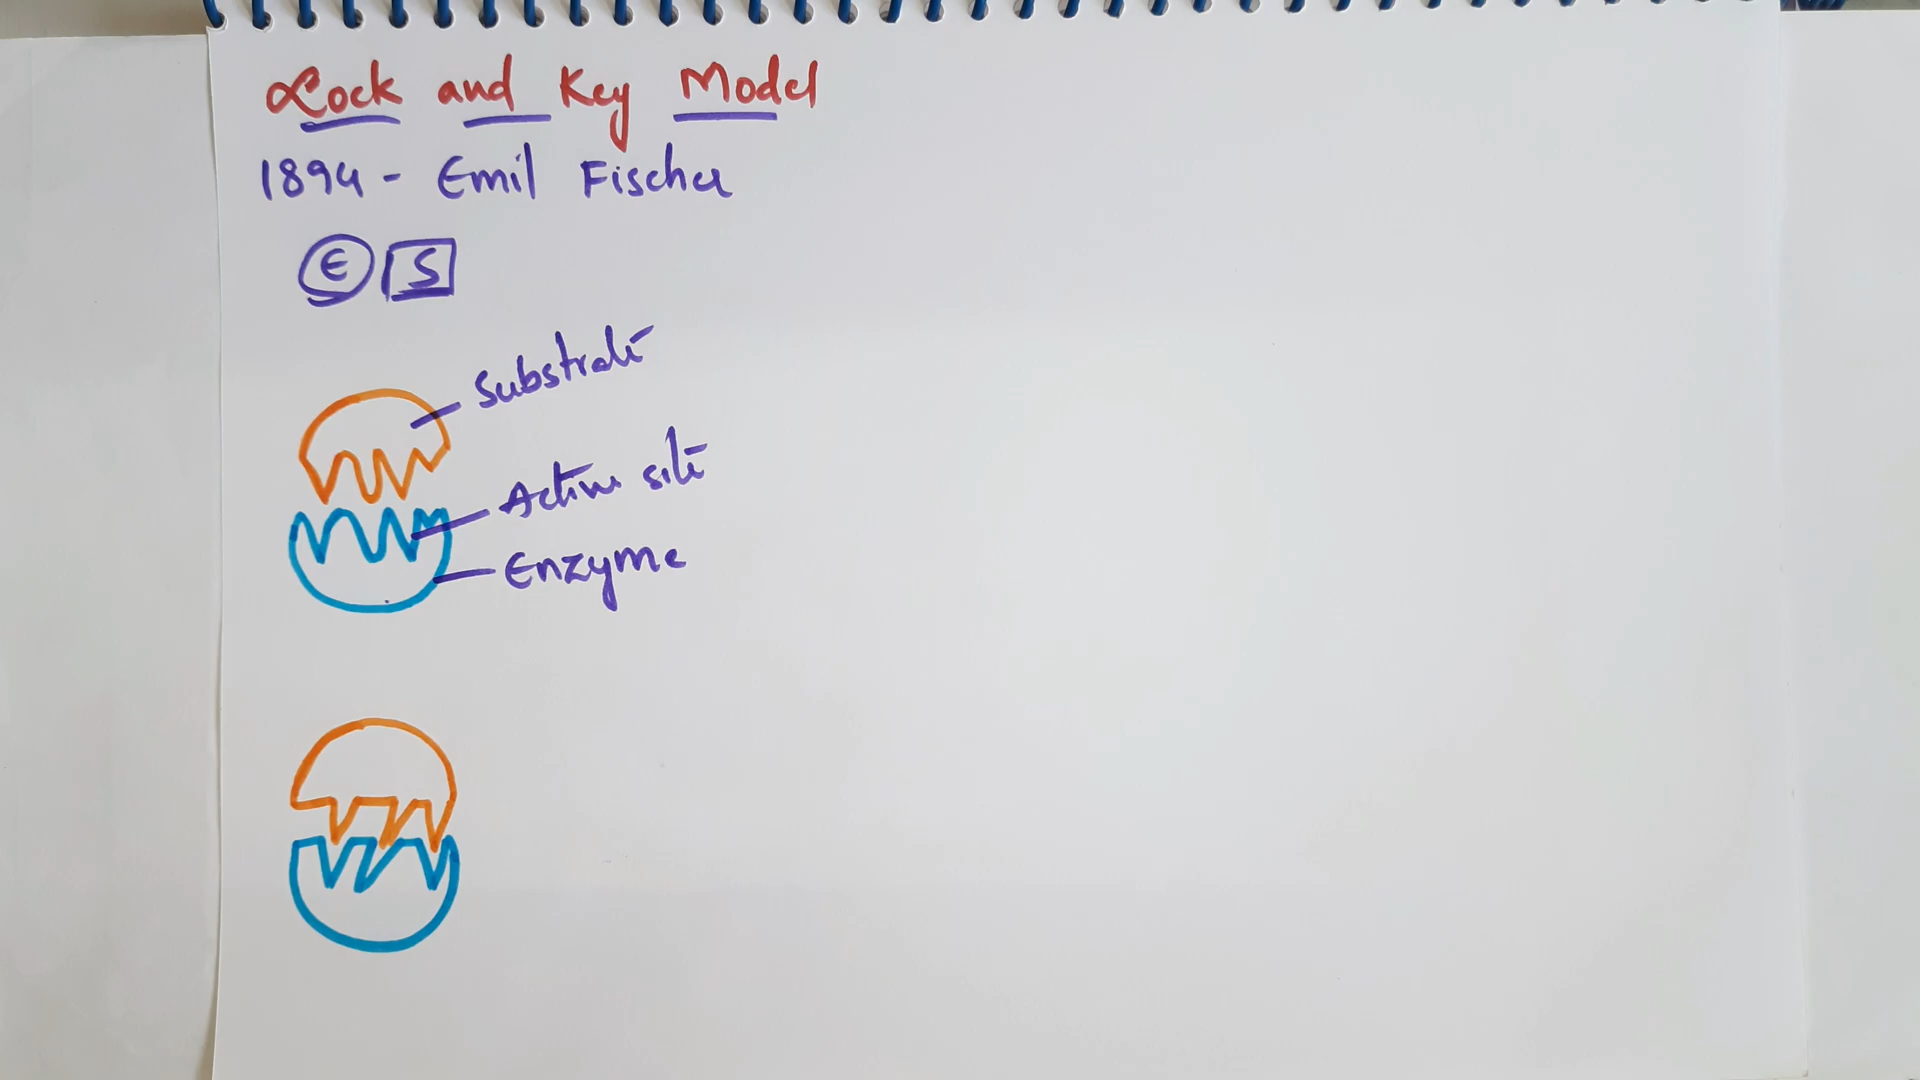 Lock and Key Model
1894 - Emil Fischer
E S
Substrate
Active site
Enzyme